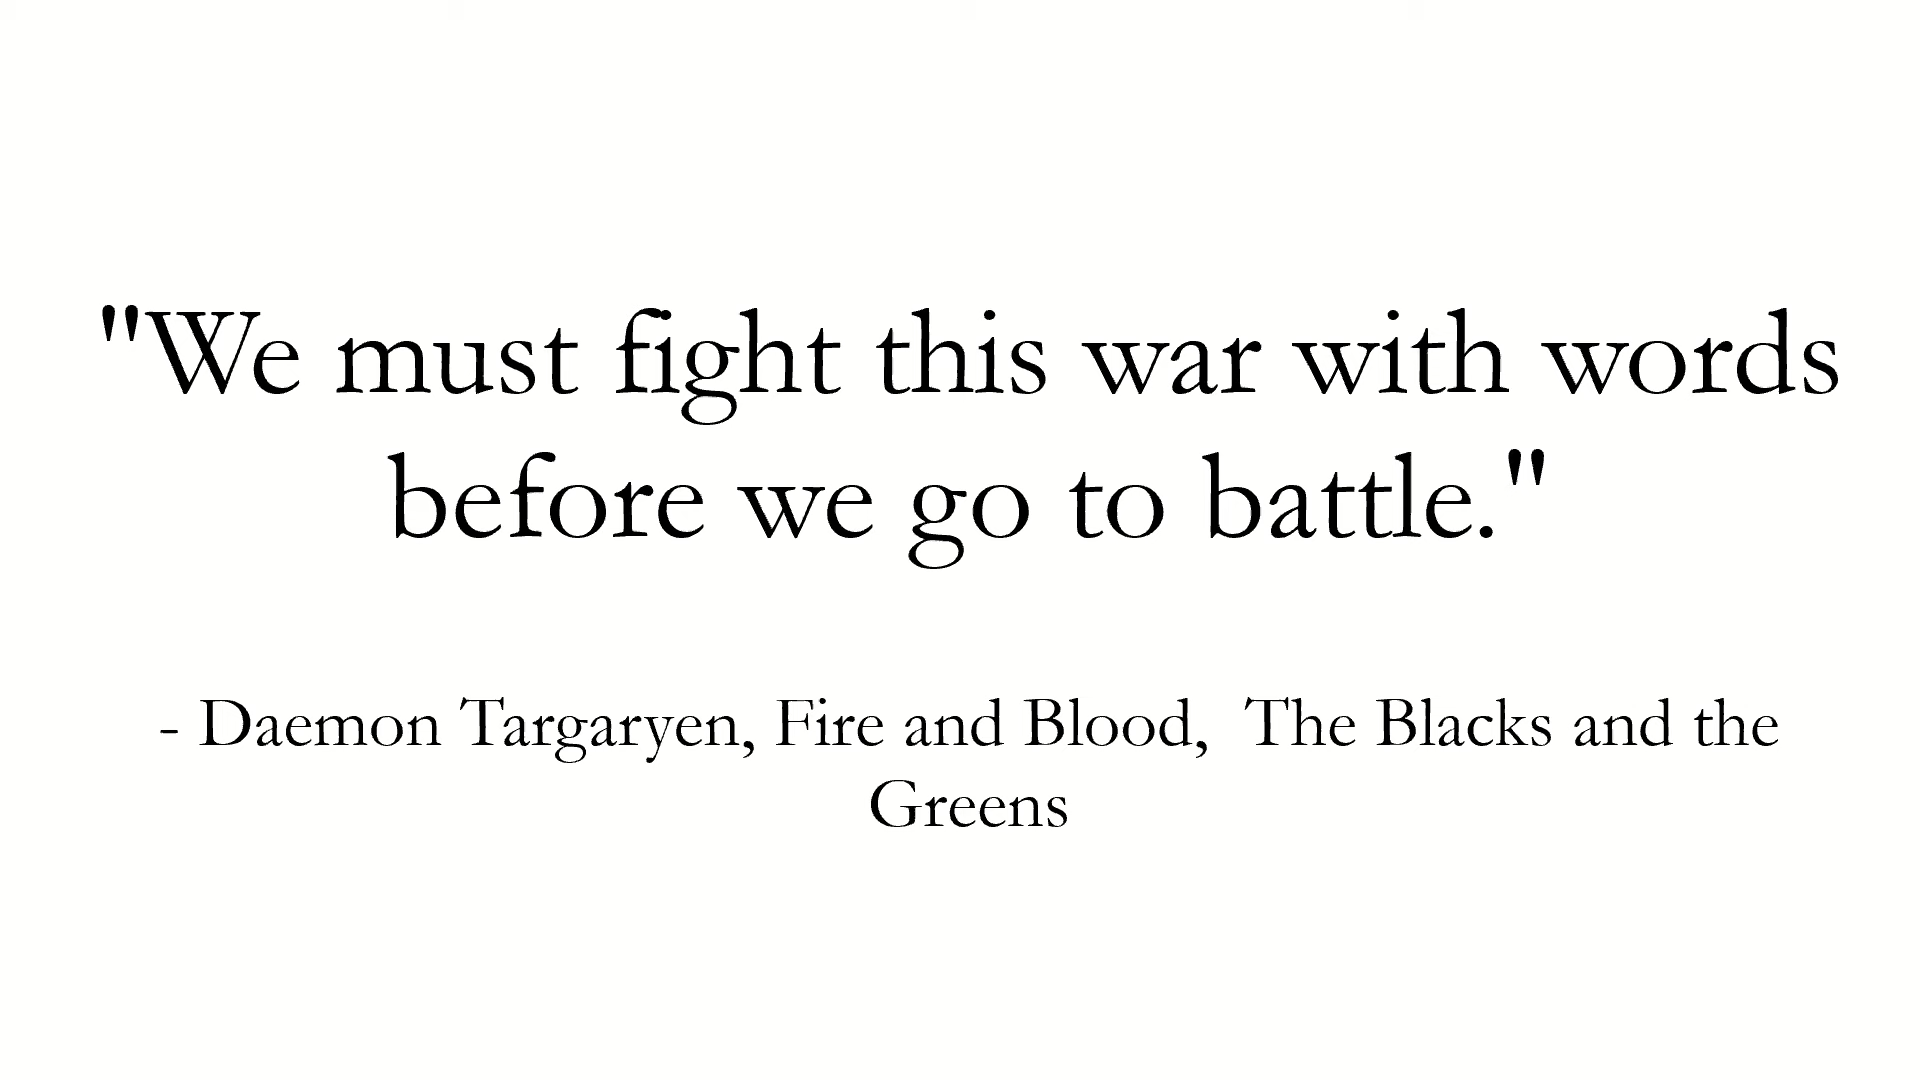 "We must fight this war with words
before we go to battle."
- Daemon Targaryen, Fire and Blood,  The Blacks and the
Greens